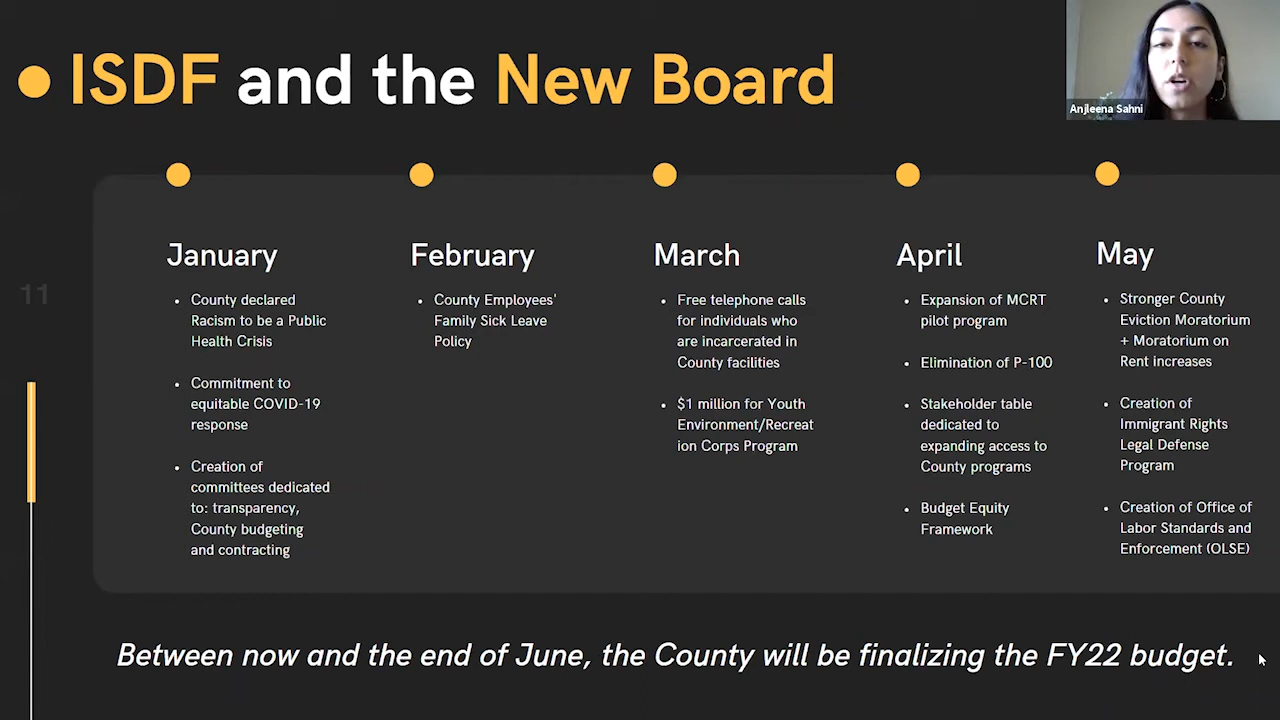 ISDF and the New Board
Anjleena Sahni
11
January
• County declared
Racism to be a Public
Health Crisis
• Commitment to
equitable COVID-19
response
• Creation of
committees dedicated
to: transparency,
County budgeting
and contracting
February
• County Employees'
Family Sick Leave
Policy
March
• Free telephone calls
for individuals who
are incarcerated in
County facilities
• $1 million for Youth
Environment/Recreat
ion Corps Program
April
• Expansion of MCRT
pilot program
• Elimination of P-100
• Stakeholder table
dedicated to
expanding access to
County programs
• Budget Equity
Framework
May
• Stronger County
Eviction Moratorium
+ Moratorium on
Rent increases
• Creation of
Immigrant Rights
Legal Defense
Program
• Creation of Office of
Labor Standards and
Enforcement (OLSE)
Between now and the end of June, the County will be finalizing the FY22 budget.